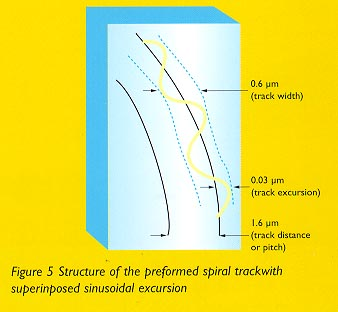 0.6 µm
(track width)
0.03 µm
(track excursion)
1.6 µm
(track distance
or pitch)
Figure 5 Structure of the preformed spiral trackwith
superinposed sinusoidal excursion